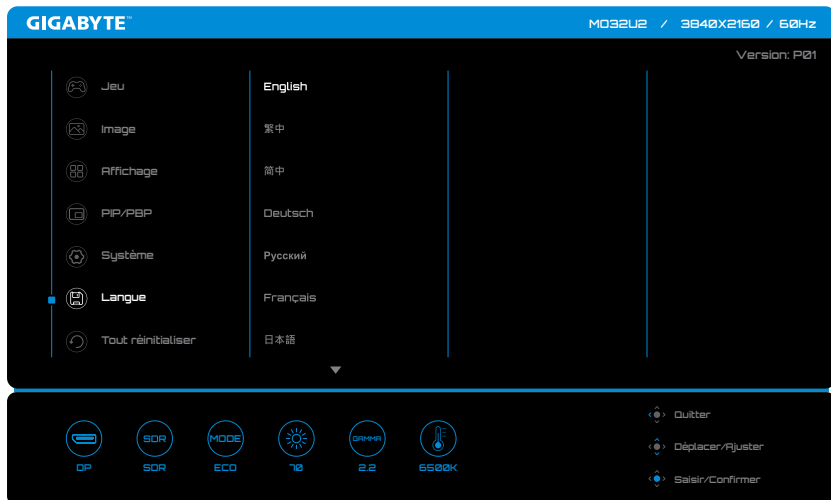 GIGABYTE™
MO32U2 / 3840X2160 / 60Hz
Version: P01
Jeu
Image
Affichage
PIP/PBP
Système
Langue
Tout réinitialiser
English
繁中
简中
Deutsch
Русский
Français
日本語
DP
SDR
SDR
MODE
ECO
70
GAMMA
2.2
6500K
Quitter
Déplacer/Ajuster
Saisir/Confirmer